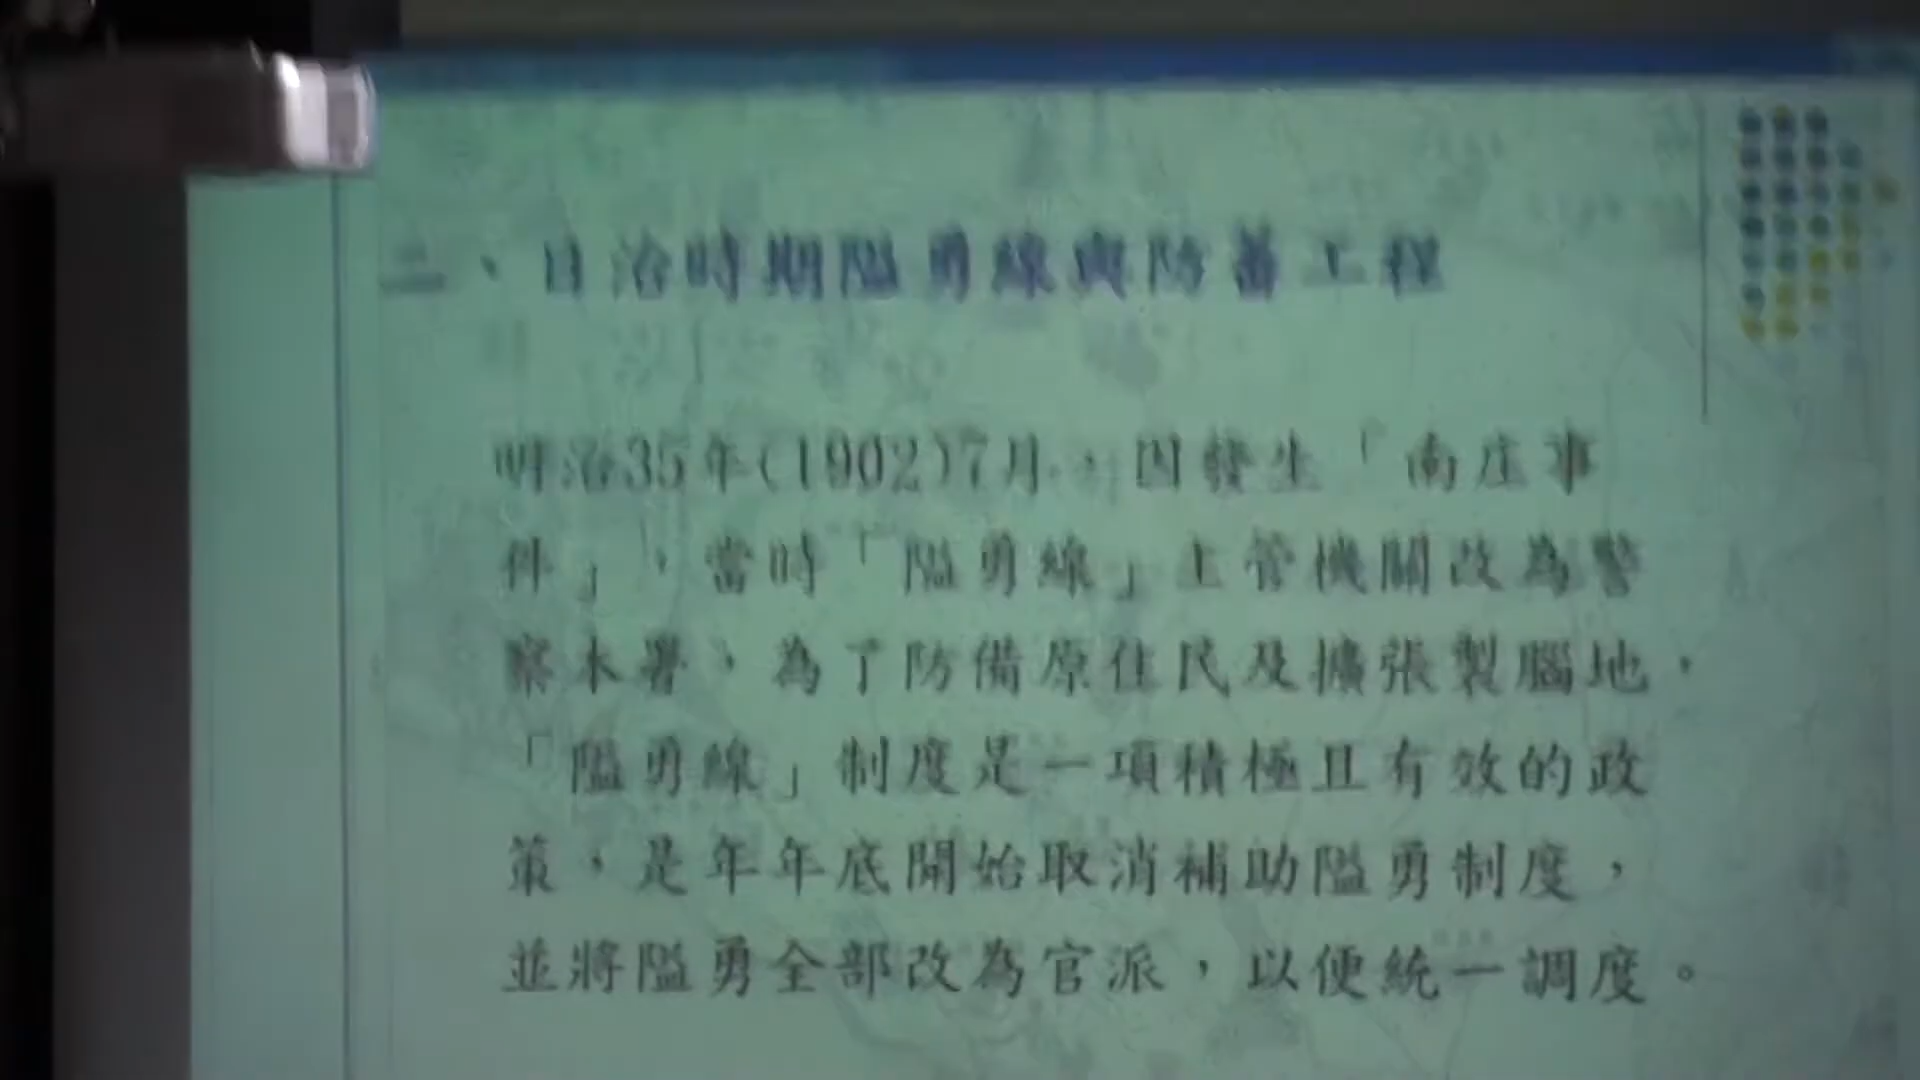 二、日治時期隘勇線與防蕃工程
明治35年(1902)7月，因發生「南庄事
件」，當時「隘勇線」主管機關改為警
察本署，為了防備原住民及擴張製腦地，
「隘勇線」制度是一項積極且有效的政
策，是年年底開始取消補助隘勇制度，
並將隘勇全部改為官派，以便統一調度。